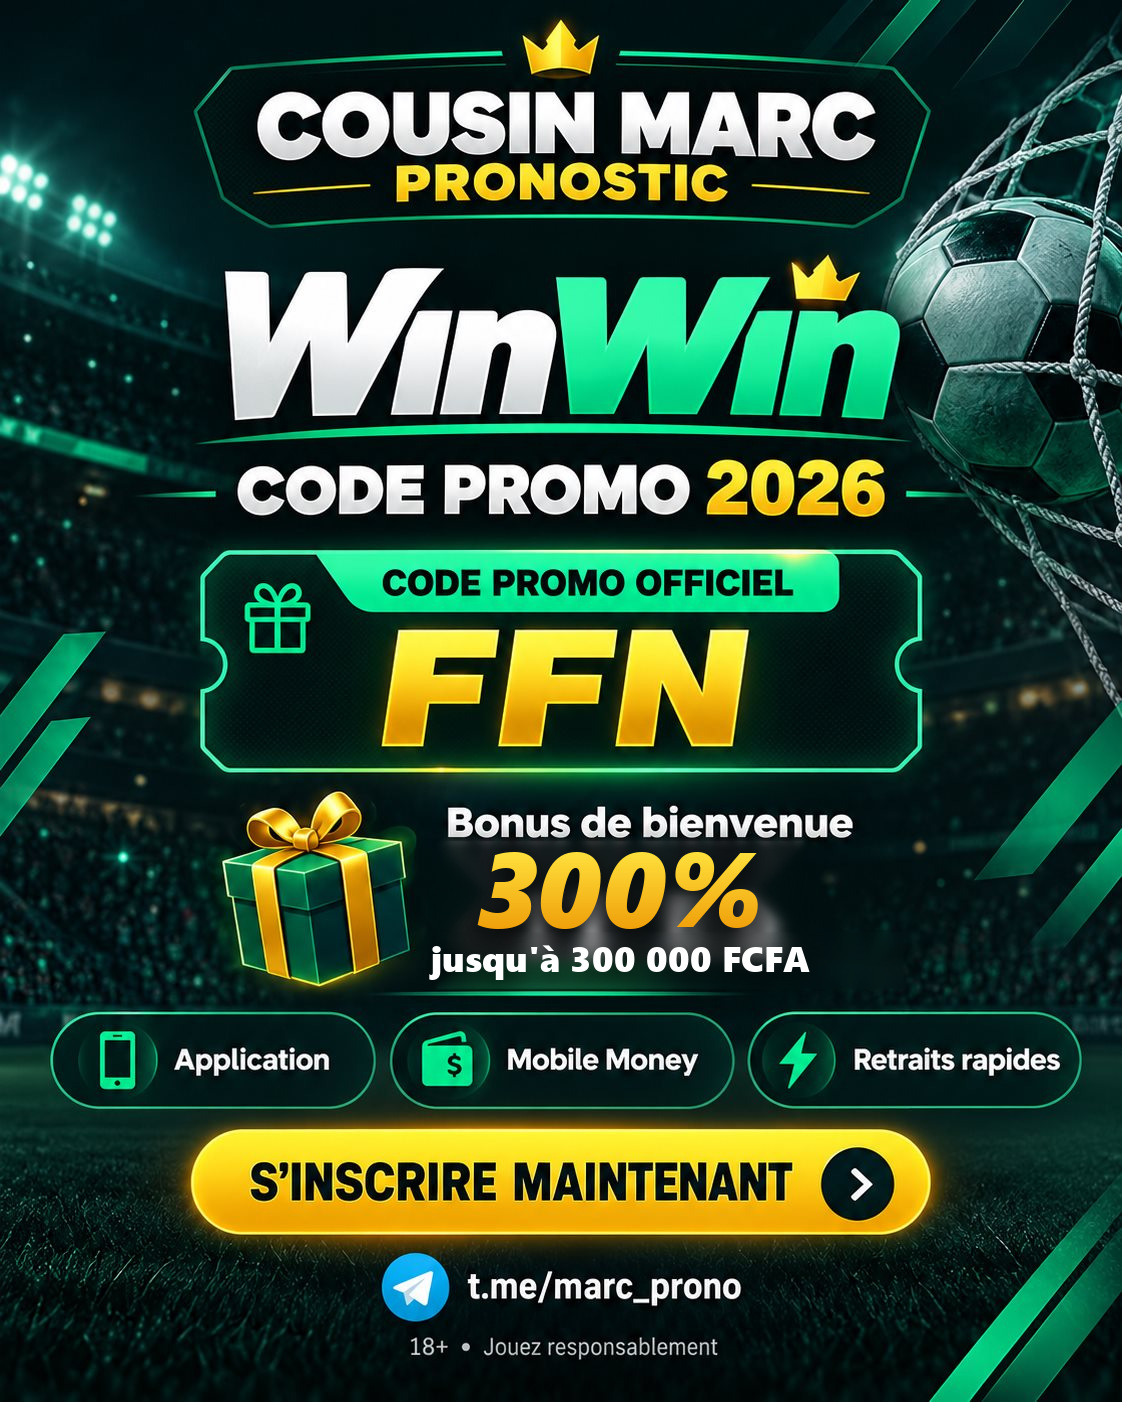 COUSIN MARC
PRONOSTIC
WinWin
CODE PROMO 2026
CODE PROMO OFFICIEL
FFN
Bonus de bienvenue
300%
jusqu'à 300 000 FCFA
Application
Mobile Money
Retraits rapides
S'INSCRIRE MAINTENANT
t.me/marc_prono
18+ • Jouez responsablement